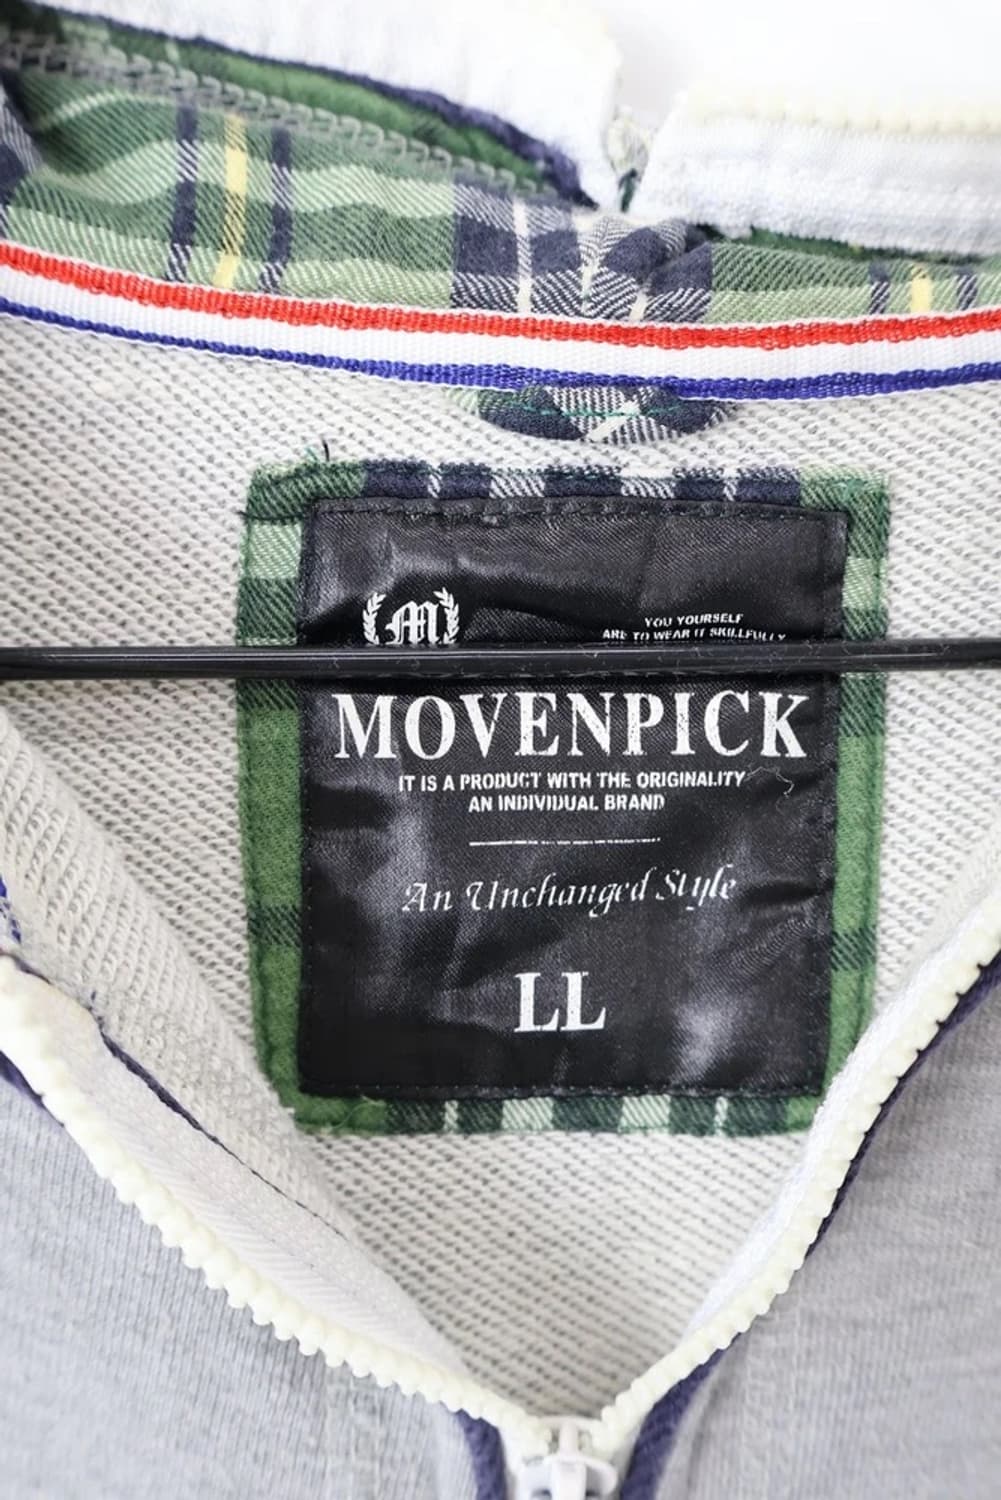 M
YOU YOURSELF
ARE TO WEAR IT SKILLFULLY
MOVENPICK
IT IS A PRODUCT WITH THE ORIGINALITY
AN INDIVIDUAL BRAND
An Unchanged Style
LL